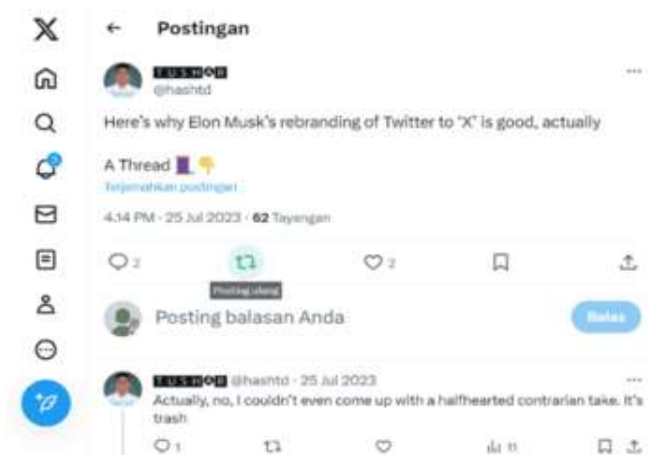 Postingan
TUSHAR
@hashtd
Here's why Elon Musk's rebranding of Twitter to "X" is good, actually
A Thread 🧵 👇
Terjemahkan postingan
4.14 PM · 25 Jul 2023 · 62 Tayangan
2 2
Posting ulang
Posting balasan Anda
Balas
TUSHAR @hashtd · 25 Jul 2023
Actually, no, I couldn't even come up with a halfhearted contrarian take. It's
trash
1 11